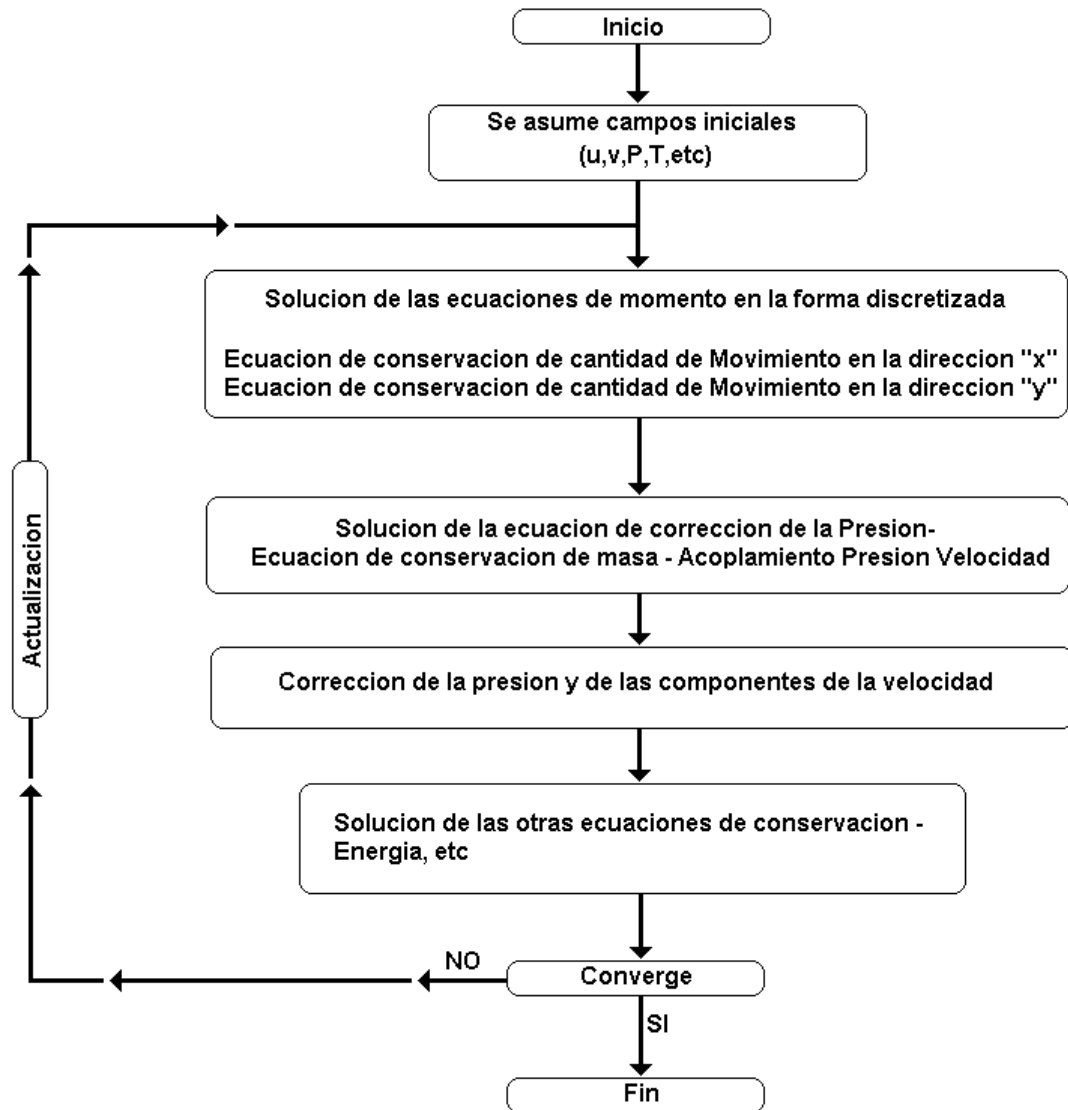 Inicio
Se asume campos iniciales
(u,v,P,T,etc)
Solucion de las ecuaciones de momento en la forma discretizada
Ecuacion de conservacion de cantidad de Movimiento en la direccion "x"
Ecuacion de conservacion de cantidad de Movimiento en la direccion "y"
Solucion de la ecuacion de correccion de la Presion-
Ecuacion de conservacion de masa - Acoplamiento Presion Velocidad
Actualizacion
Correccion de la presion y de las componentes de la velocidad
Solucion de las otras ecuaciones de conservacion -
Energia, etc
NO
Converge
SI
Fin